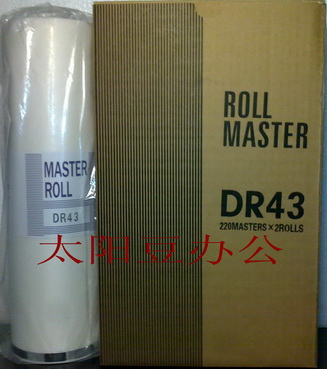 MASTER
ROLL
DR43
ROLL
MASTER
DR43
220MASTERS×2ROLLS
太阳豆办公